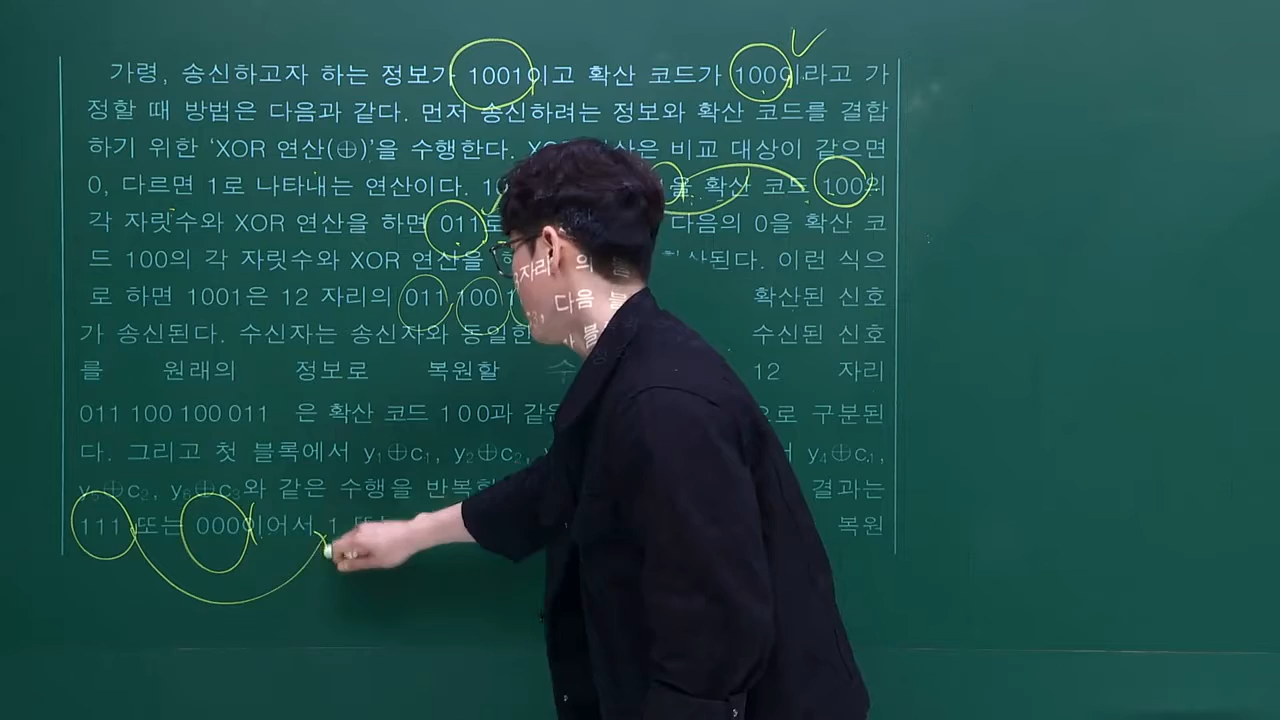 가령, 송신하고자 하는 정보가 1001이고 확산 코드가 100이라고 가
정할 때 방법은 다음과 같다. 먼저 송신하려는 정보와 확산 코드를 결합
하기 위한 ‘XOR 연산(⊕)’을 수행한다. 비교 대상이 같으면
0, 다르면 1로 나타내는 연산이다. 확산 코드 100의
각 자릿수와 XOR 연산을 하면 011로 다음의 0을 확산 코
드 100의 각 자릿수와 XOR 연산을 확산된다. 이런 식으
로 하면 1001은 12 자리의 011 100 확산된 신호
가 송신된다. 수신자는 송신자와 동일한 수신된 신호
를 원래의 정보로 복원할 수 12 자리
011 100 100 011 은 확산 코드 100과 같은 구분된
다. 그리고 첫 블록에서 y₁⊕c₁, y₂⊕c₂, y₄⊕c₁,
y₅⊕c₂, y₆⊕c₃와 같은 수행을 결과는
111 또는 000이어서 1 또는 복원